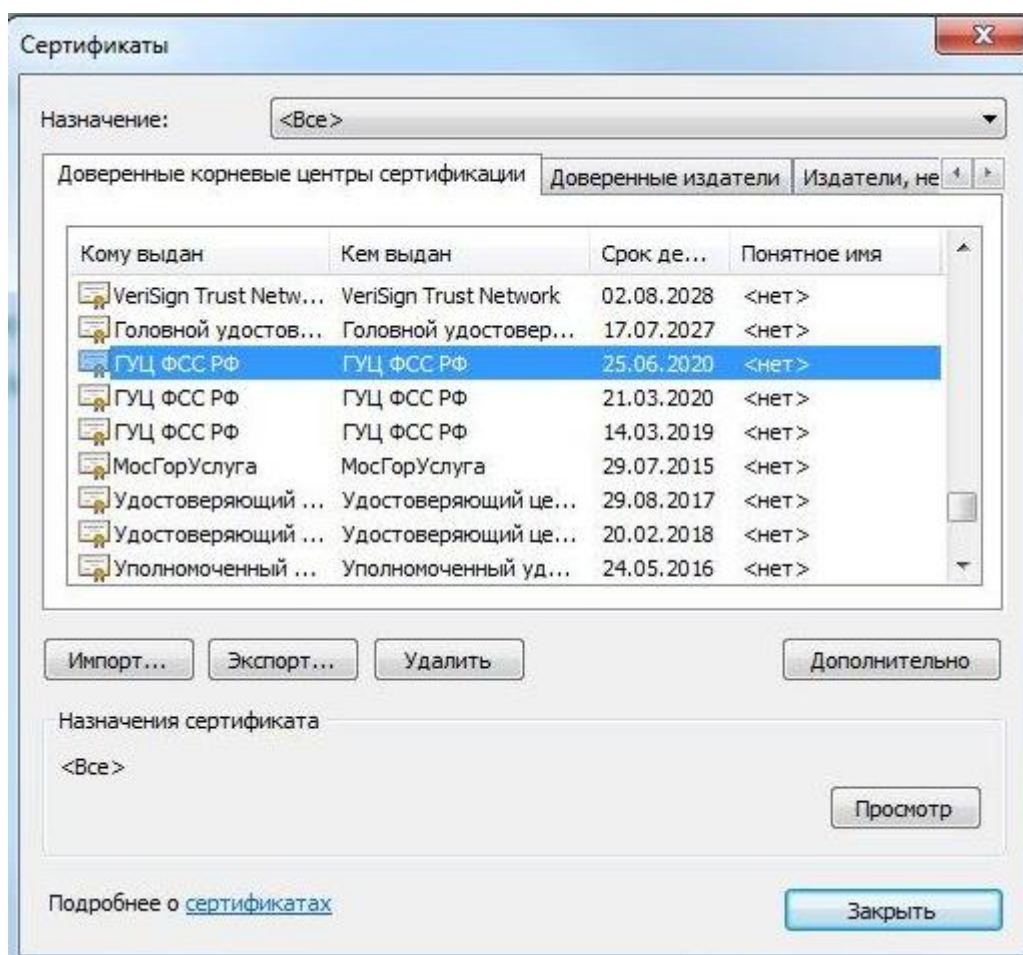 Сертификаты
Назначение: <Все>
Доверенные корневые центры сертификации Доверенные издатели Издатели, не
Кому выдан Кем выдан Срок де... Понятное имя
VeriSign Trust Netw... VeriSign Trust Network 02.08.2028 <нет>
Головной удостов... Головной удостовер... 17.07.2027 <нет>
ГУЦ ФСС РФ ГУЦ ФСС РФ 25.06.2020 <нет>
ГУЦ ФСС РФ ГУЦ ФСС РФ 21.03.2020 <нет>
ГУЦ ФСС РФ ГУЦ ФСС РФ 14.03.2019 <нет>
МосГорУслуга МосГорУслуга 29.07.2015 <нет>
Удостоверяющий ... Удостоверяющий це... 29.08.2017 <нет>
Удостоверяющий ... Удостоверяющий це... 20.02.2018 <нет>
Уполномоченный ... Уполномоченный уд... 24.05.2016 <нет>
Импорт... Экспорт... Удалить Дополнительно
Назначения сертификата
<Все>
Просмотр
Подробнее о сертификатах
Закрыть